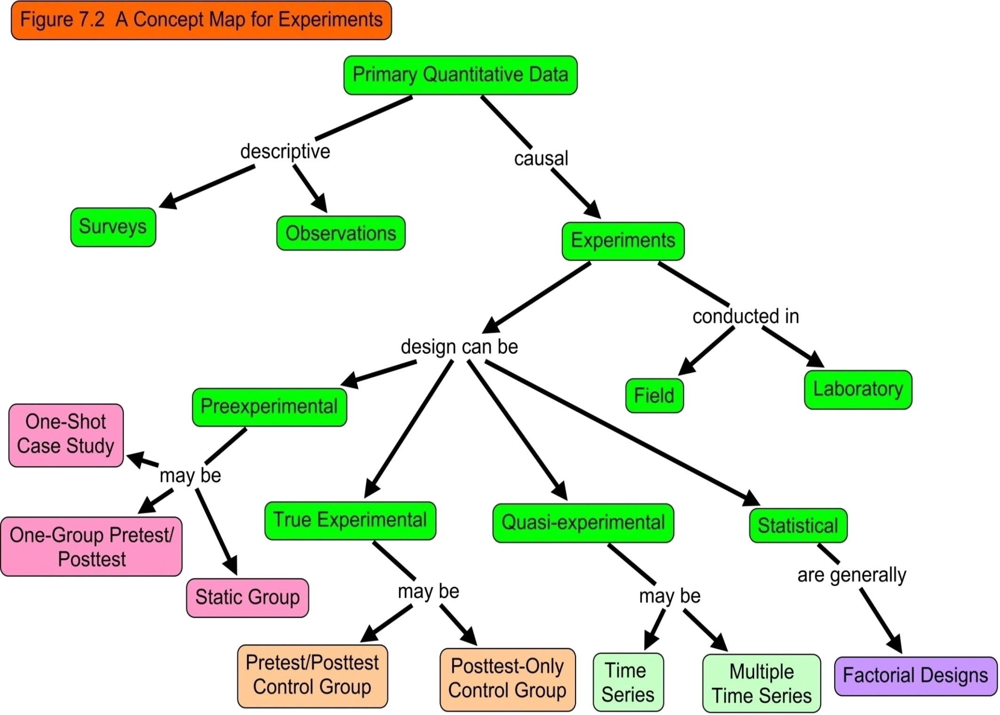 Figure 7.2 A Concept Map for Experiments
Primary Quantitative Data
descriptive
causal
Surveys
Observations
Experiments
conducted in
design can be
Field
Laboratory
Preexperimental
One-Shot
Case Study
may be
One-Group Pretest/
Posttest
Static Group
True Experimental
Quasi-experimental
Statistical
may be
may be
are generally
Pretest/Posttest
Control Group
Posttest-Only
Control Group
Time
Series
Multiple
Time Series
Factorial Designs